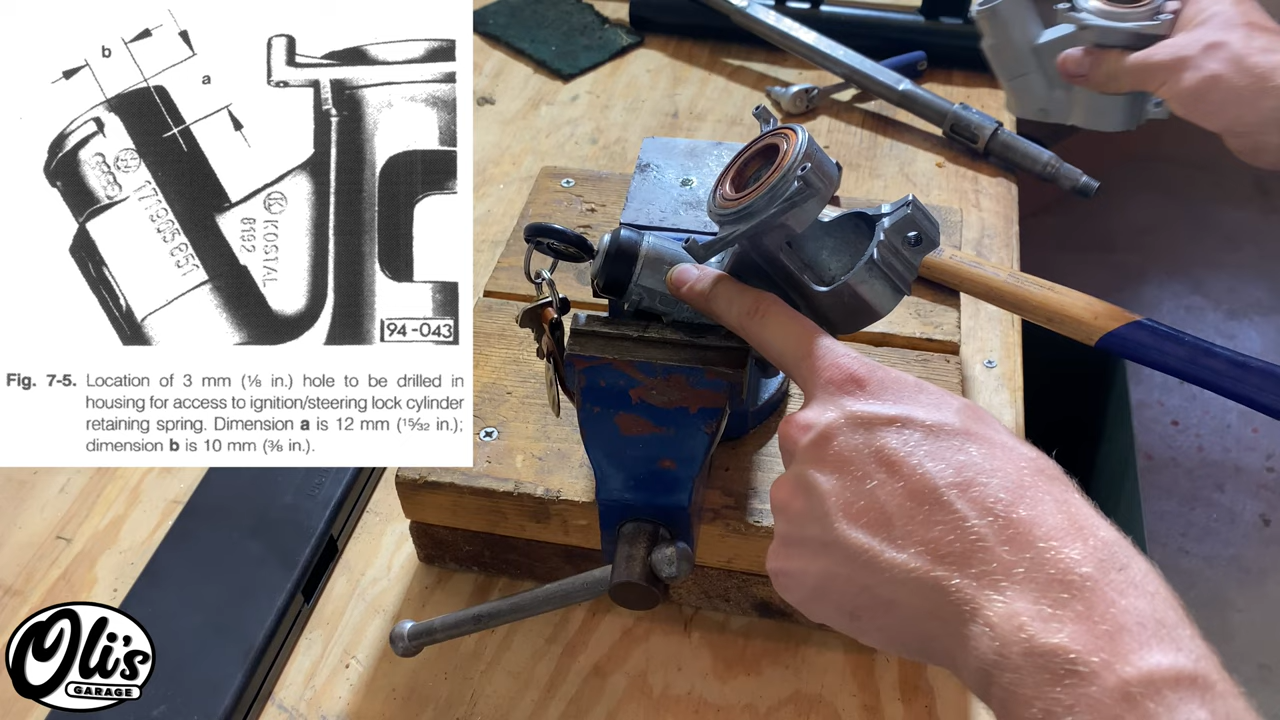 b
a
171 905 851
KOSTAL
94-043
Fig. 7-5. Location of 3 mm (⅛ in.) hole to be drilled in
housing for access to ignition/steering lock cylinder
retaining spring. Dimension a is 12 mm (15/32 in.);
dimension b is 10 mm (⅜ in.).
Oli's
GARAGE